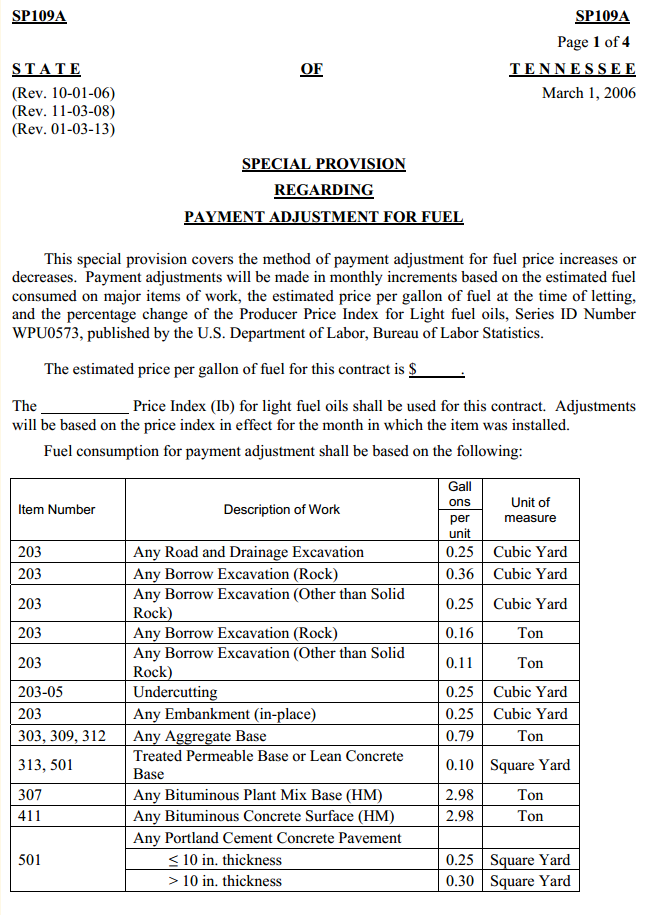 SP109A SP109A
Page 1 of 4
STATE OF TENNESSEE
(Rev. 10-01-06) March 1, 2006
(Rev. 11-03-08)
(Rev. 01-03-13)
SPECIAL PROVISION
REGARDING
PAYMENT ADJUSTMENT FOR FUEL
This special provision covers the method of payment adjustment for fuel price increases or
decreases. Payment adjustments will be made in monthly increments based on the estimated fuel
consumed on major items of work, the estimated price per gallon of fuel at the time of letting,
and the percentage change of the Producer Price Index for Light fuel oils, Series ID Number
WPU0573, published by the U.S. Department of Labor, Bureau of Labor Statistics.
The estimated price per gallon of fuel for this contract is $______.
The ____________ Price Index (Ib) for light fuel oils shall be used for this contract. Adjustments
will be based on the price index in effect for the month in which the item was installed.
Fuel consumption for payment adjustment shall be based on the following:
Item Number Description of Work Gall ons per unit Unit of measure
203 Any Road and Drainage Excavation 0.25 Cubic Yard
203 Any Borrow Excavation (Rock) 0.36 Cubic Yard
203 Any Borrow Excavation (Other than Solid
Rock) 0.25 Cubic Yard
203 Any Borrow Excavation (Rock) 0.16 Ton
203 Any Borrow Excavation (Other than Solid
Rock) 0.11 Ton
203-05 Undercutting 0.25 Cubic Yard
203 Any Embankment (in-place) 0.25 Cubic Yard
303, 309, 312 Any Aggregate Base 0.79 Ton
313, 501 Treated Permeable Base or Lean Concrete
Base 0.10 Square Yard
307 Any Bituminous Plant Mix Base (HM) 2.98 Ton
411 Any Bituminous Concrete Surface (HM) 2.98 Ton
501 Any Portland Cement Concrete Pavement
≤ 10 in. thickness 0.25 Square Yard
> 10 in. thickness 0.30 Square Yard